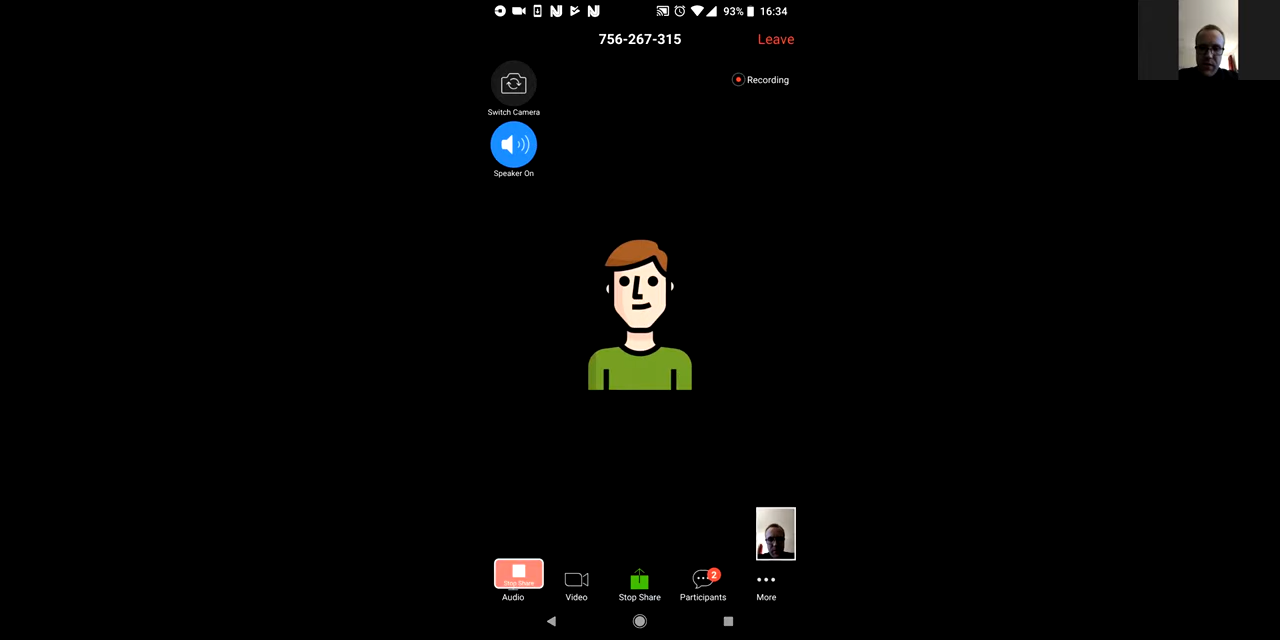 93% 16:34
756-267-315
Leave
Recording
Switch Camera
Speaker On
Stop Share
Audio
Video
Stop Share
2
Participants
More